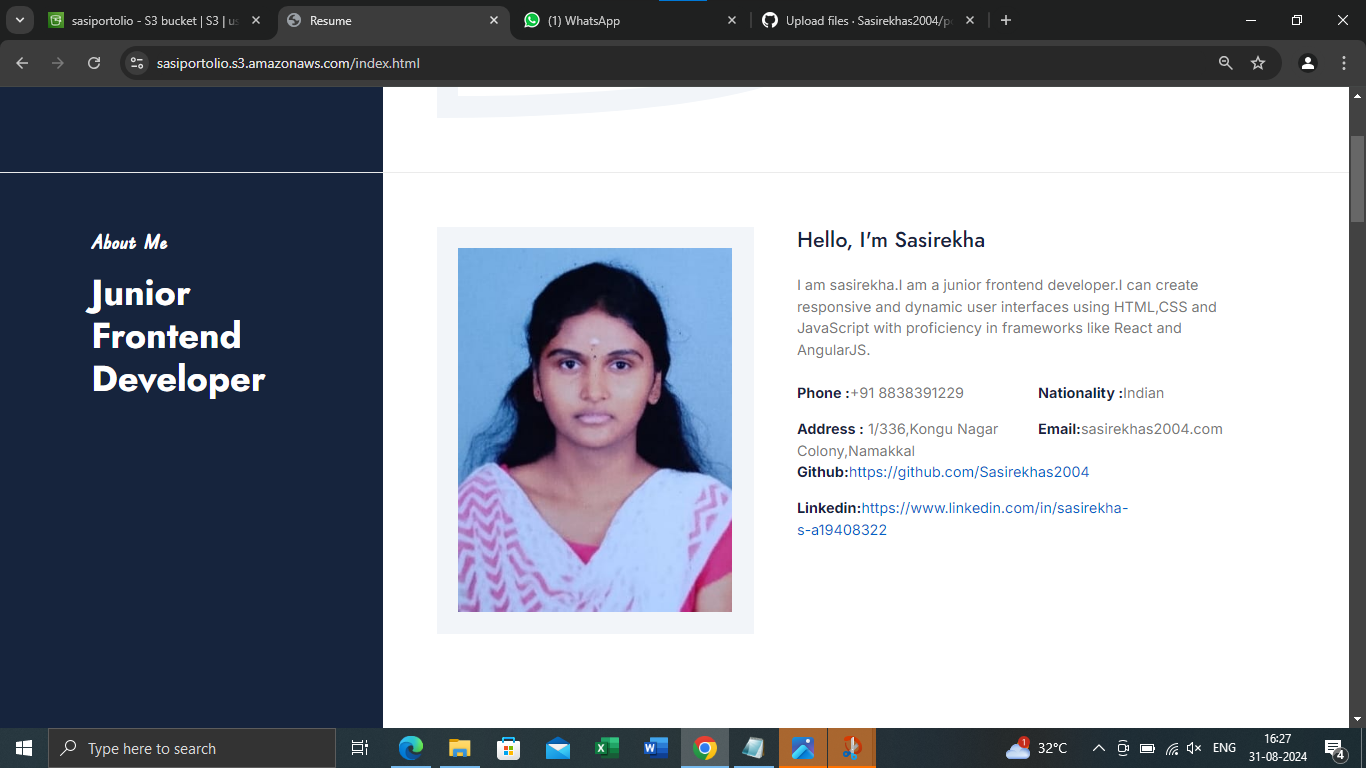 sasiportolio - S3 bucket | S3 | us
Resume
(1) WhatsApp
Upload files · Sasirekhas2004/po
sasiportolio.s3.amazonaws.com/index.html
About Me
Junior
Frontend
Developer
Hello, I'm Sasirekha
I am sasirekha.I am a junior frontend developer.I can create
responsive and dynamic user interfaces using HTML,CSS and
JavaScript with proficiency in frameworks like React and
AngularJS.
Phone :+91 8838391229
Nationality :Indian
Address : 1/336,Kongu Nagar
Colony,Namakkal
Email:sasirekhas2004.com
Github:https://github.com/Sasirekhas2004
Linkedin:https://www.linkedin.com/in/sasirekha-
s-a19408322
Type here to search
1
32°C
ENG
16:27
31-08-2024
4